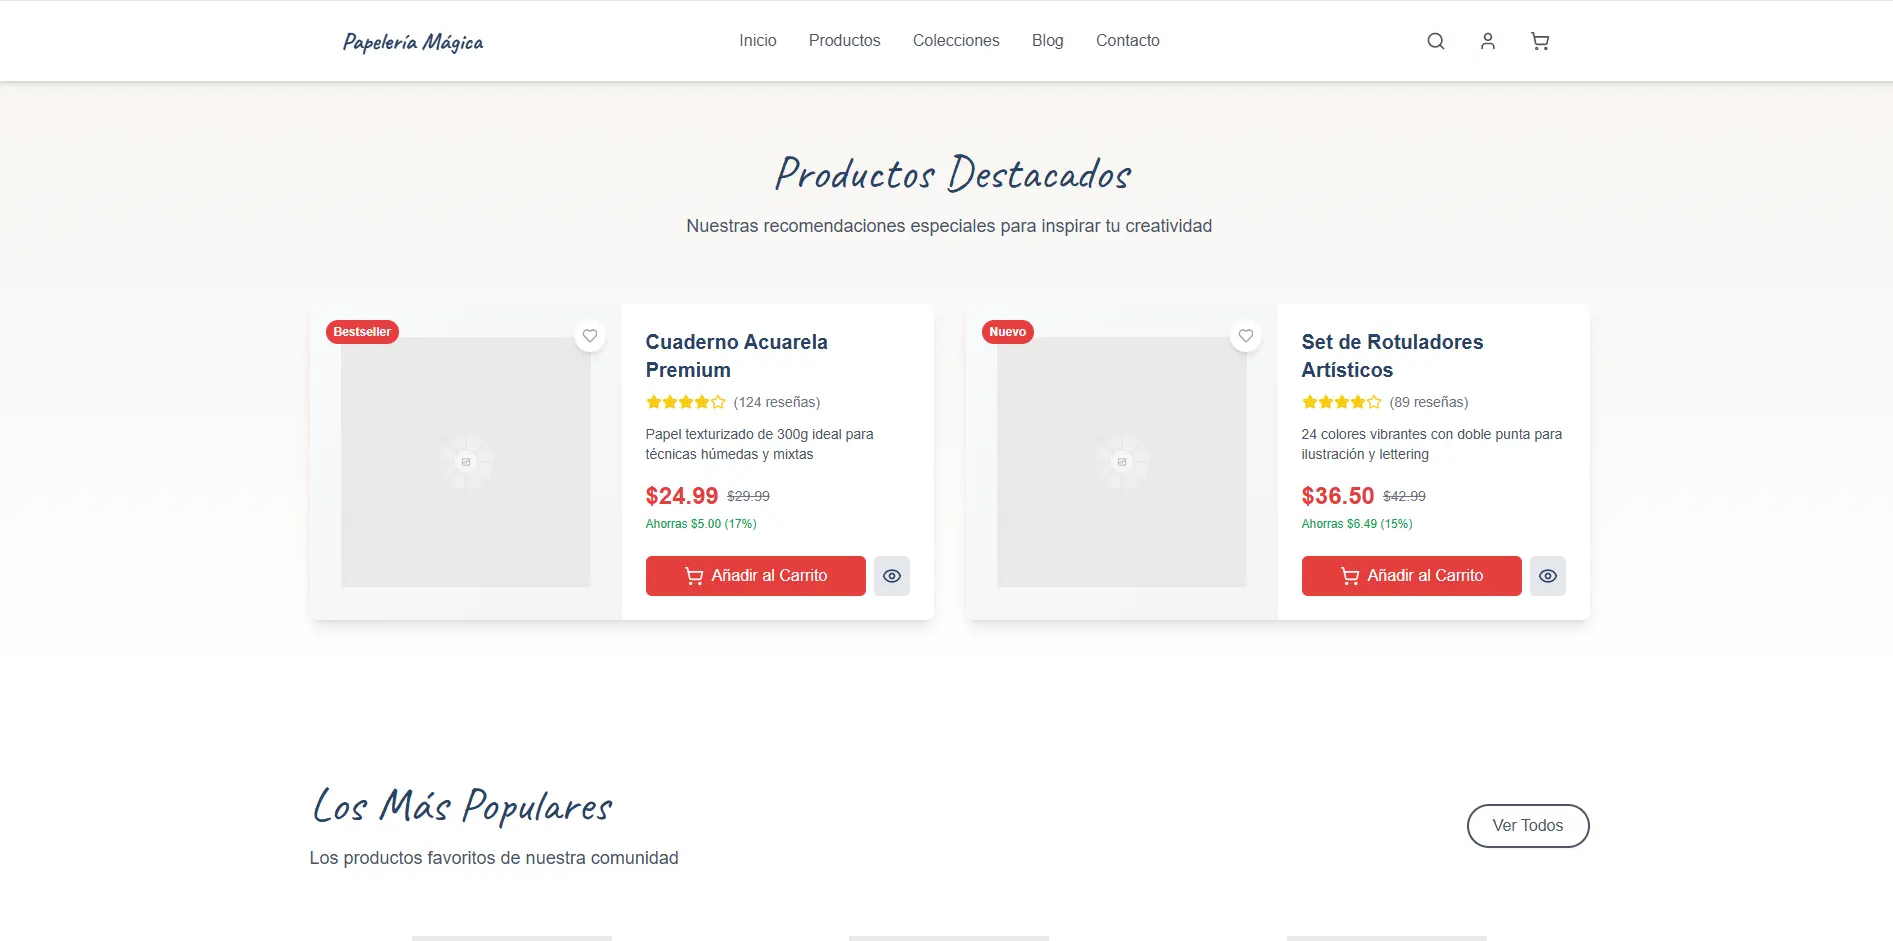 Papelería Mágica
Inicio
Productos
Colecciones
Blog
Contacto
Productos Destacados
Nuestras recomendaciones especiales para inspirar tu creatividad
Bestseller
Cuaderno Acuarela
Premium
(124 reseñas)
Papel texturizado de 300g ideal para
técnicas húmedas y mixtas
$24.99 $29.99
Ahorras $5.00 (17%)
Añadir al Carrito
Nuevo
Set de Rotuladores
Artísticos
(89 reseñas)
24 colores vibrantes con doble punta para
ilustración y lettering
$36.50 $42.99
Ahorras $6.49 (15%)
Añadir al Carrito
Los Más Populares
Los productos favoritos de nuestra comunidad
Ver Todos